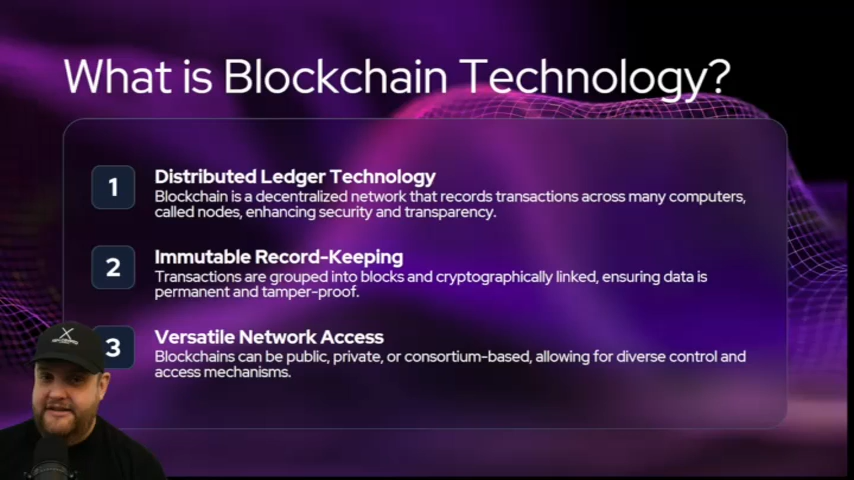 What is Blockchain Technology?
1
Distributed Ledger Technology
Blockchain is a decentralized network that records transactions across many computers,
called nodes, enhancing security and transparency.
2
Immutable Record-Keeping
Transactions are grouped into blocks and cryptographically linked, ensuring data is
permanent and tamper-proof.
3
Versatile Network Access
Blockchains can be public, private, or consortium-based, allowing for diverse control and
access mechanisms.